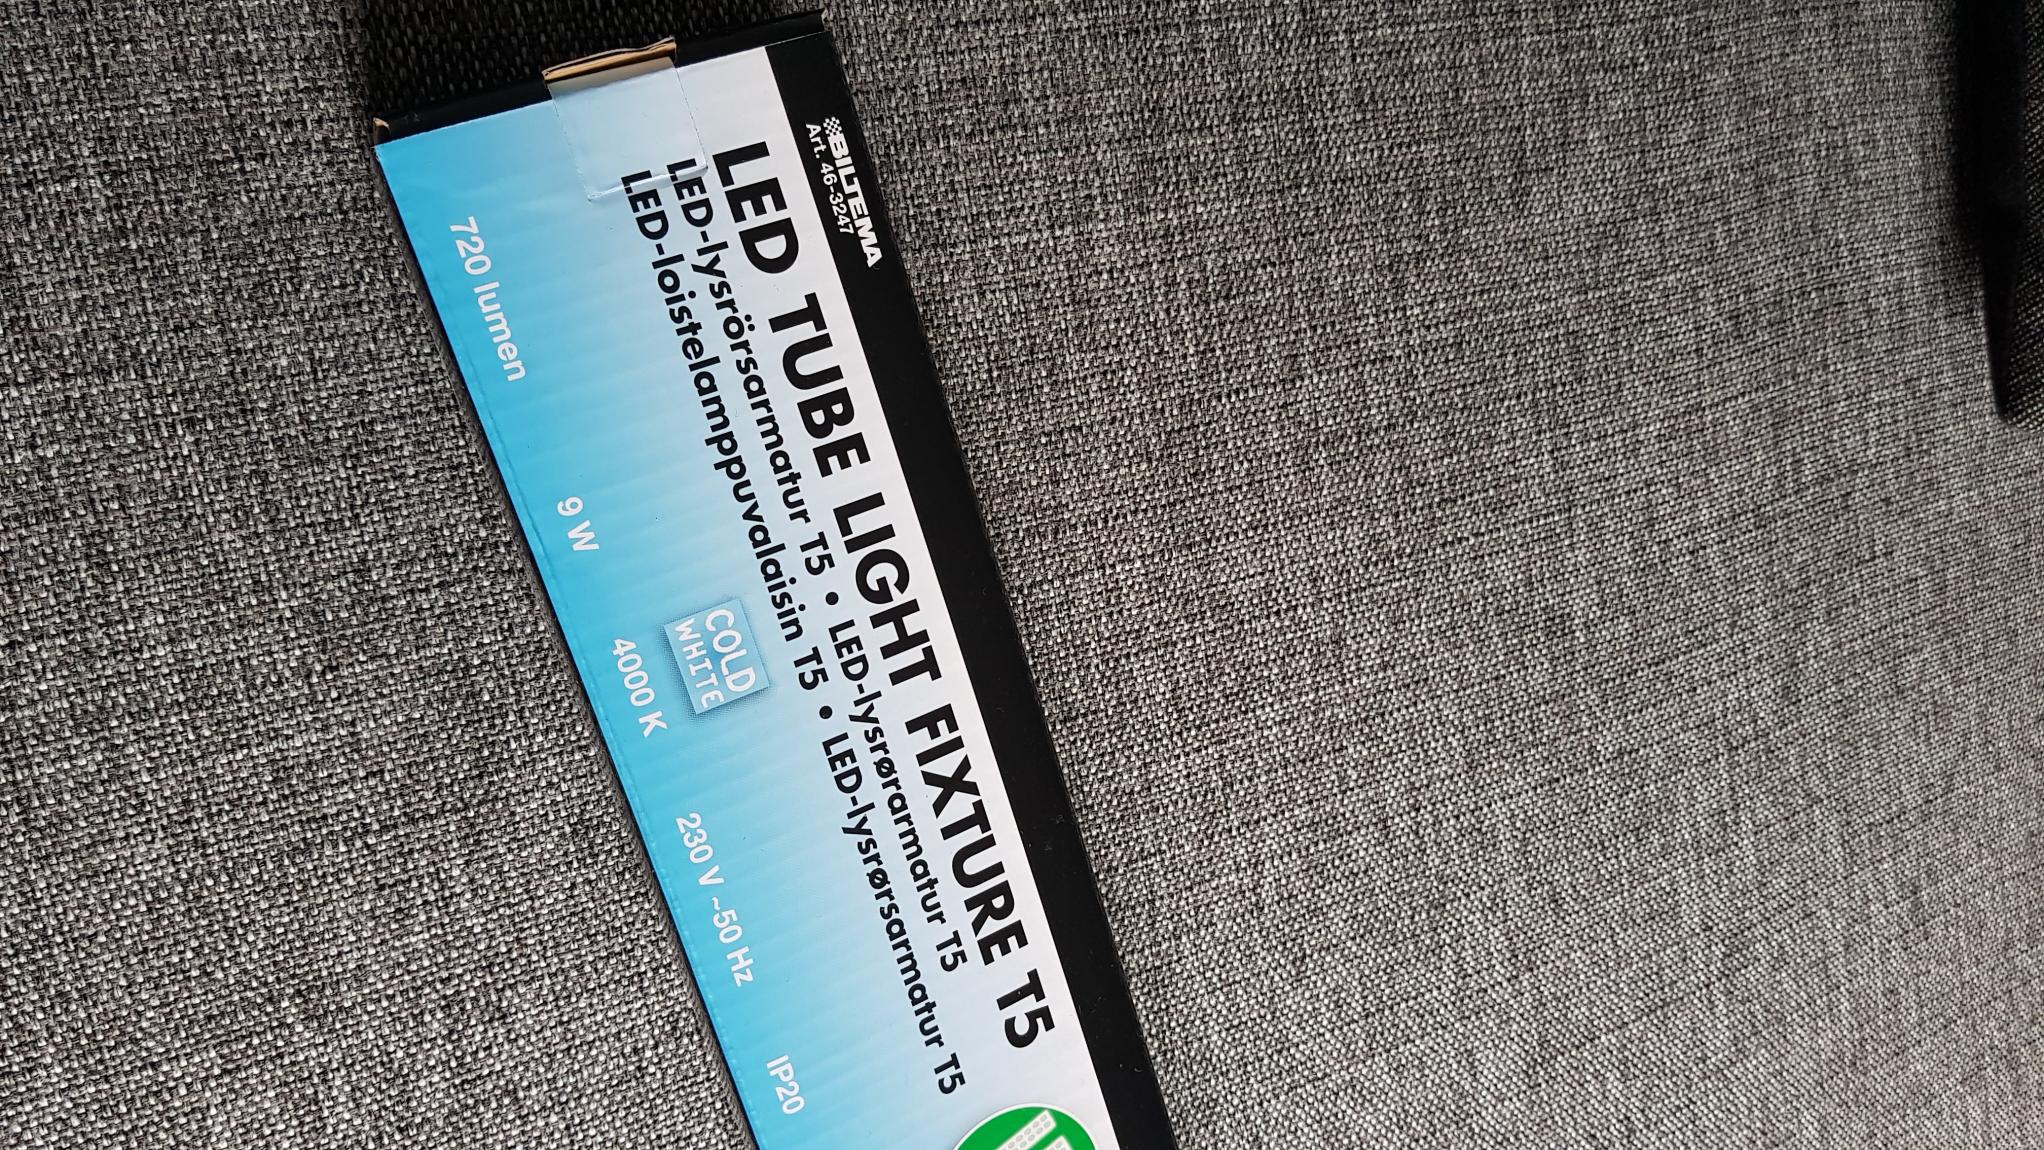 BILTEMA
Art. 46-3247
LED TUBE LIGHT FIXTURE T5
LED-lysrörsarmatur T5 • LED-lysrørarmatur T5
LED-loistelamppuvalaisin T5 • LED-lysrørsarmatur T5
COLD
WHITE
720 lumen 9 W 4000 K 230 V ~50 Hz IP20